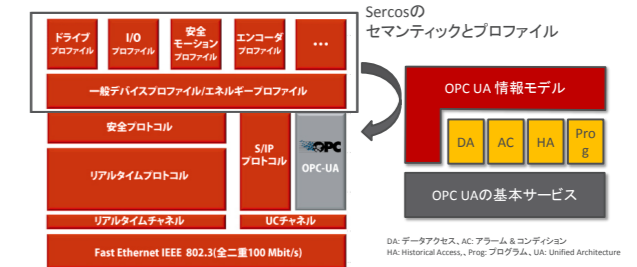 Sercosの
セマンティックとプロファイル
ドライブ
プロファイル
I/O
プロファイル
安全
モーション
プロファイル
エンコーダ
プロファイル
...
一般デバイスプロファイル/エネルギープロファイル
安全プロトコル
リアルタイムプロトコル
S/IP
プロトコル
OPC
OPC-UA
リアルタイムチャネル
UCチャネル
Fast Ethernet IEEE 802.3(全二重100 Mbit/s)
OPC UA 情報モデル
DA
AC
HA
Pro
g
OPC UAの基本サービス
DA: データアクセス、AC: アラーム & コンディション
HA: Historical Access,、Prog: プログラム、UA: Unified Architecture